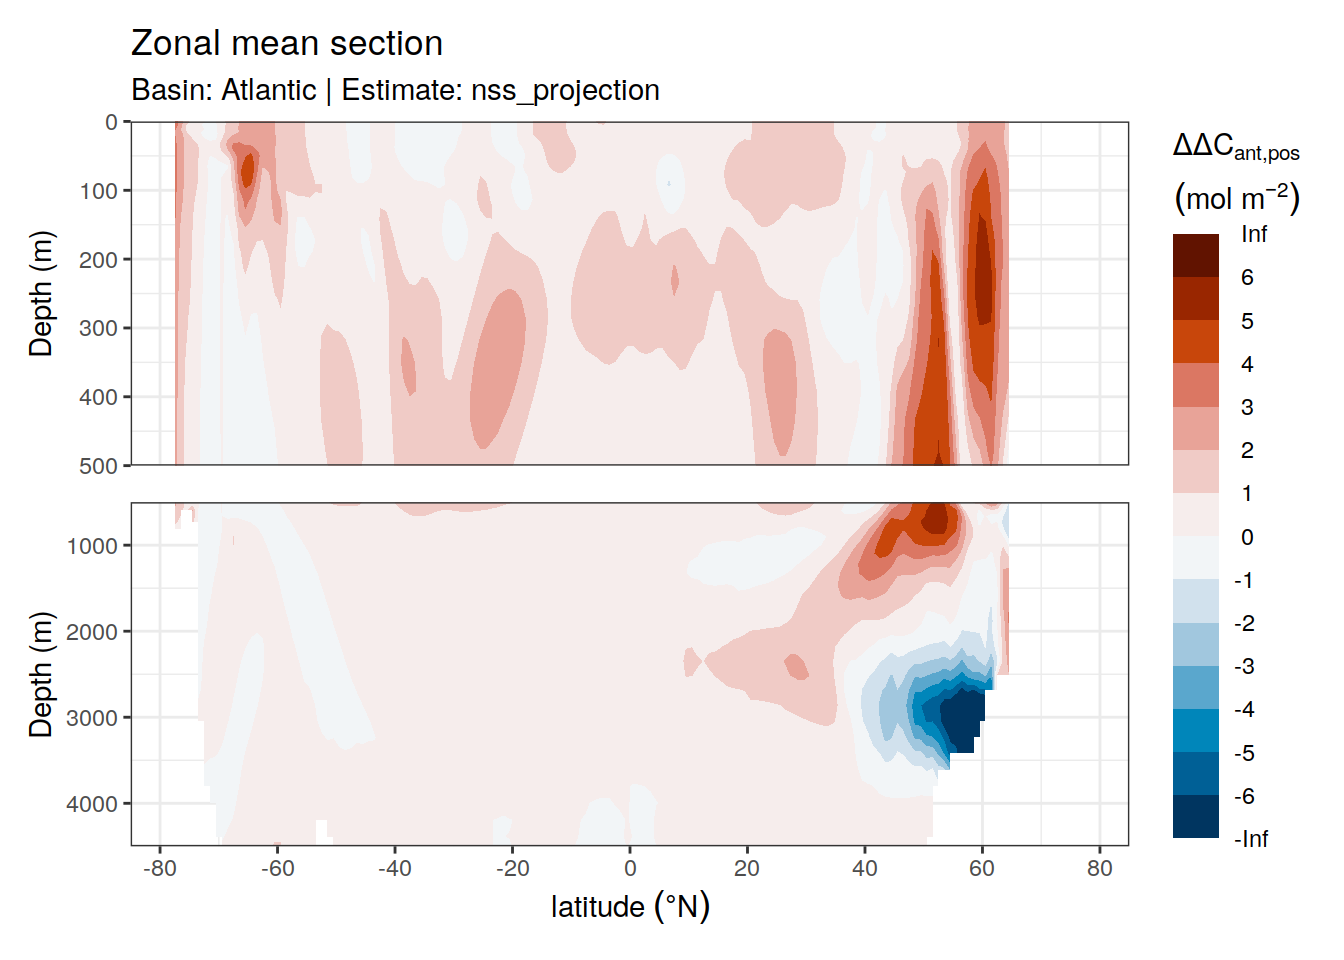 Zonal mean section
Basin: Atlantic | Estimate: nss_projection
0
100
200
300
400
500
Depth (m)
1000
2000
3000
4000
Depth (m)
-80 -60 -40 -20 0 20 40 60 80
latitude (°N)
ΔΔCant,pos
(mol m−2)
Inf
6
5
4
3
2
1
0
-1
-2
-3
-4
-5
-6
-Inf